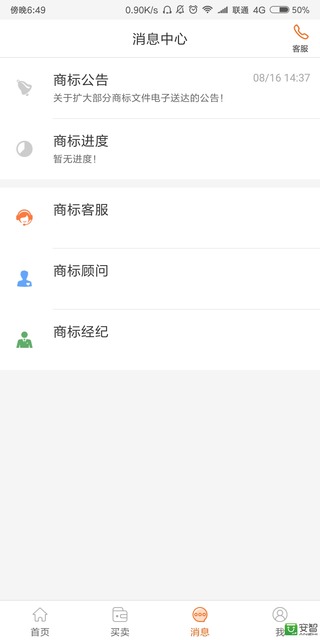 傍晚6:49
0.90K/s
联通 4G 50%
消息中心
客服
商标公告
08/16 14:37
关于扩大部分商标文件电子送达的公告！
商标进度
暂无进度！
商标客服
商标顾问
商标经纪
首页
买卖
消息
我
安智